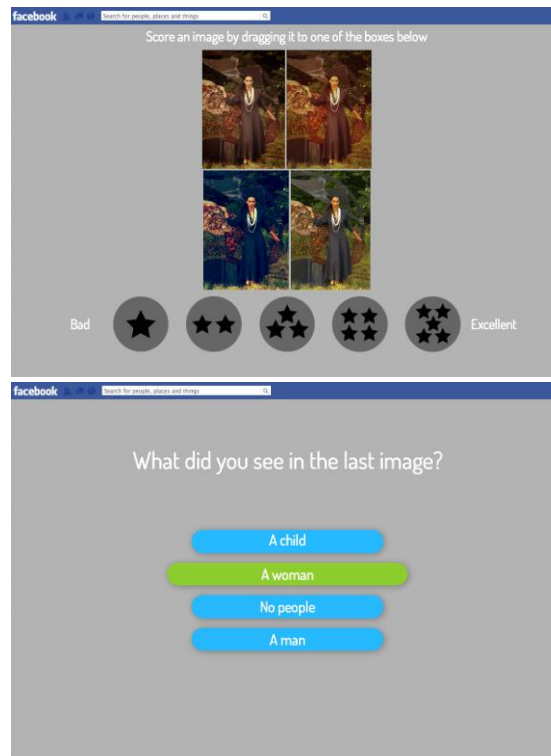 facebook Search for people, places and things
Score an image by dragging it to one of the boxes below
Bad Excellent
facebook Search for people, places and things
What did you see in the last image?
A child
A woman
No people
A man